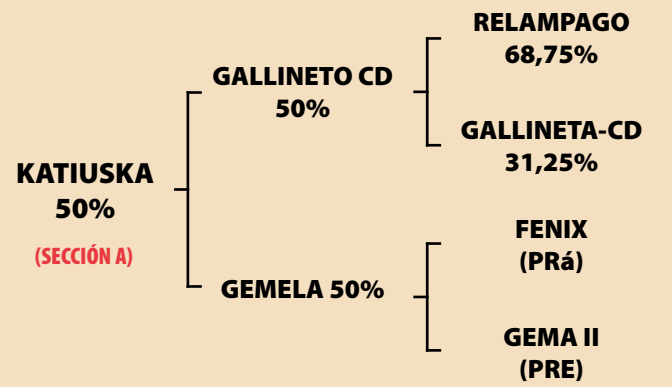 KATIUSKA
50%
(SECCIÓN A)
GALLINETO CD
50%
GEMELA 50%
RELAMPAGO
68,75%
GALLINETA-CD
31,25%
FENIX
(PRá)
GEMA II
(PRE)